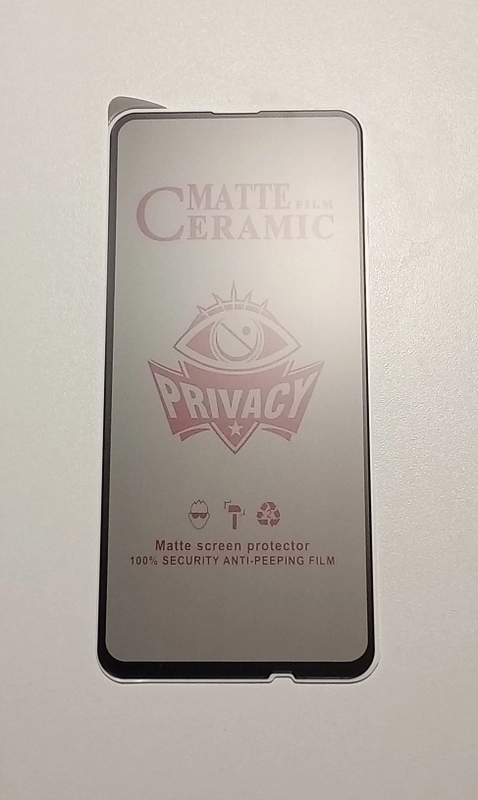 MATTE FILM
CERAMIC
PRIVACY
Matte screen protector
100% SECURITY ANTI-PEEPING FILM